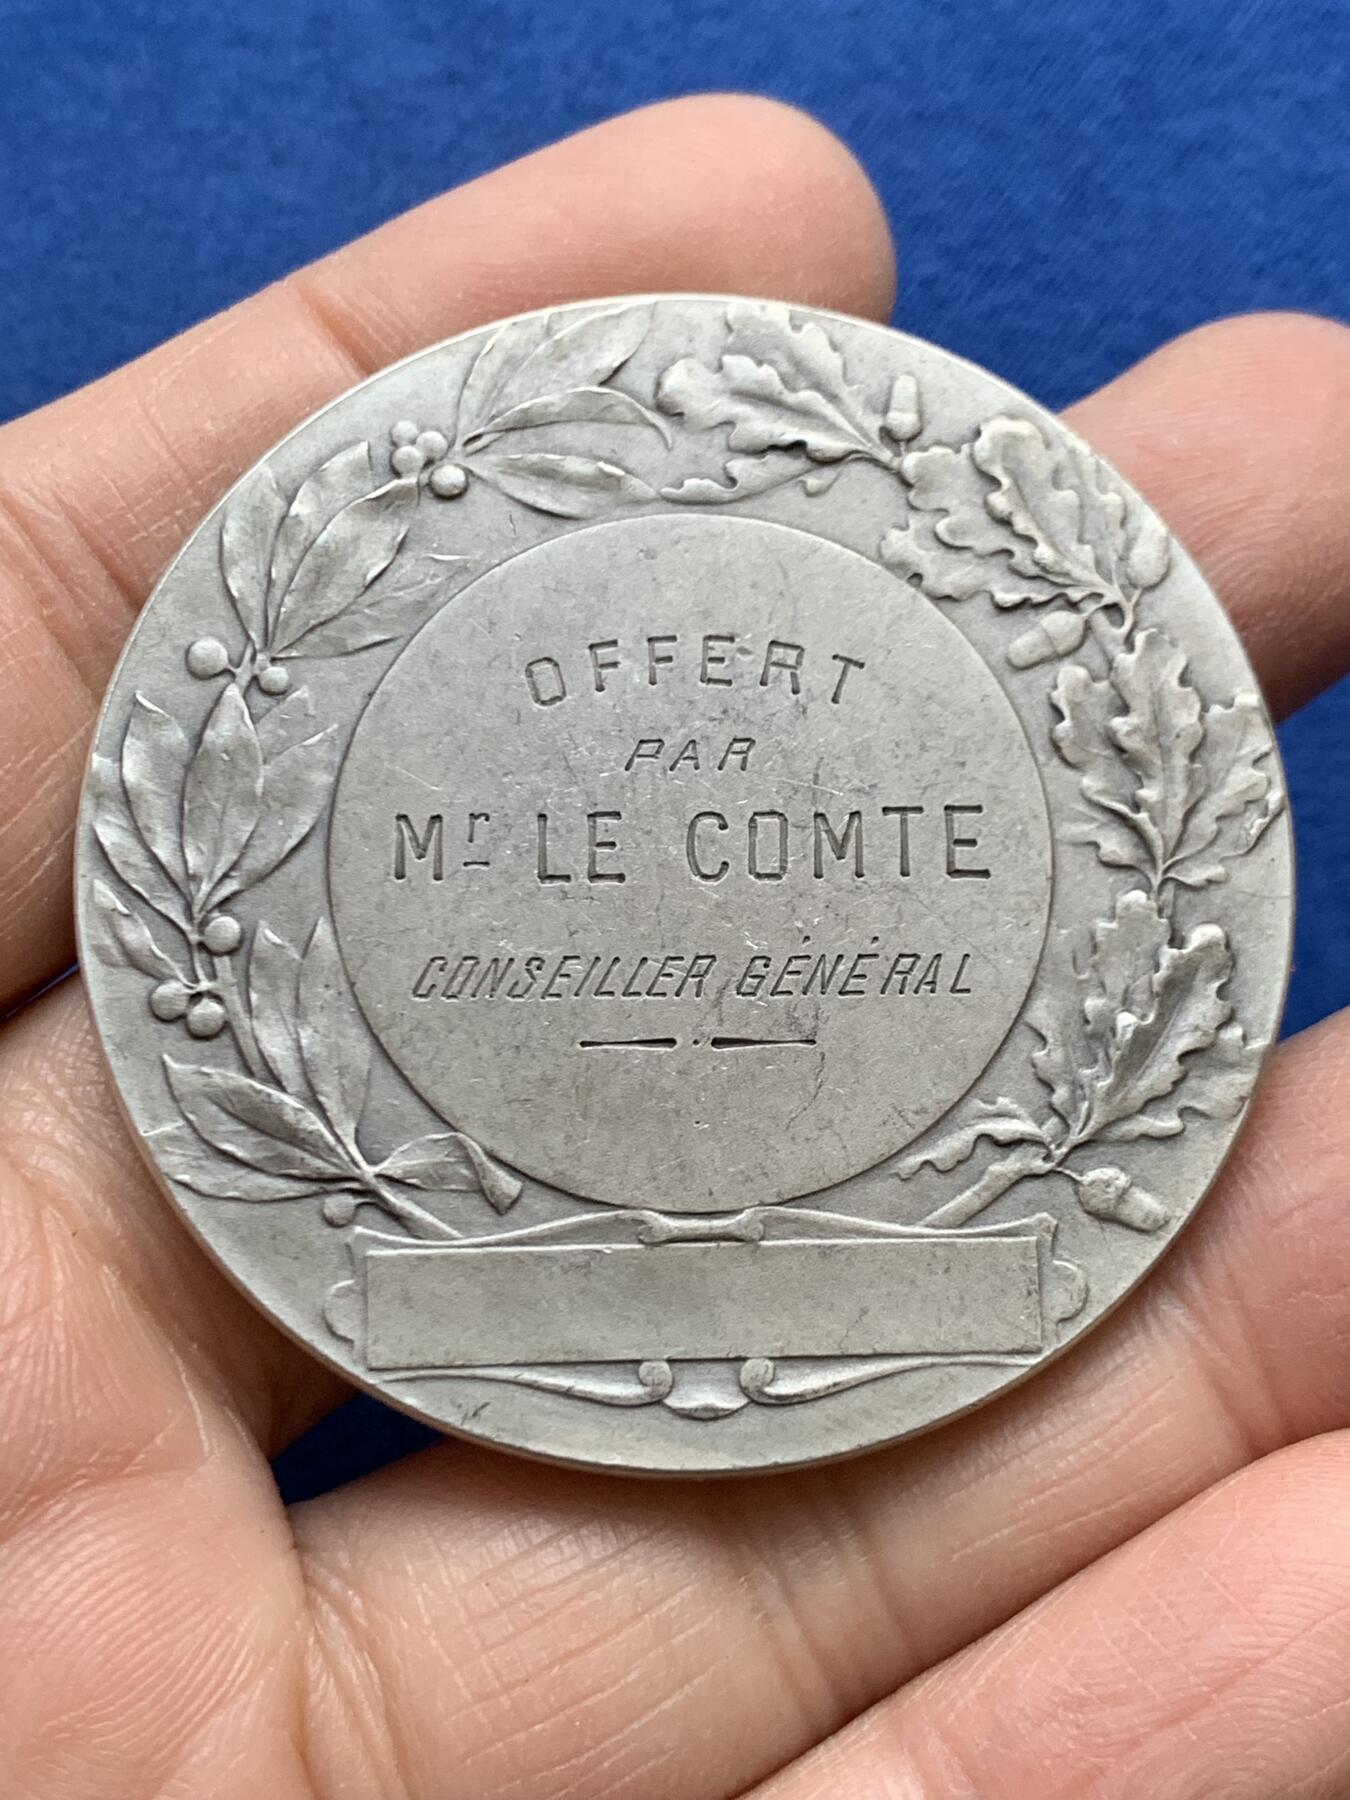 OFFERT
PAR
Mr LE COMTE
CONSEILLER GÉNÉRAL